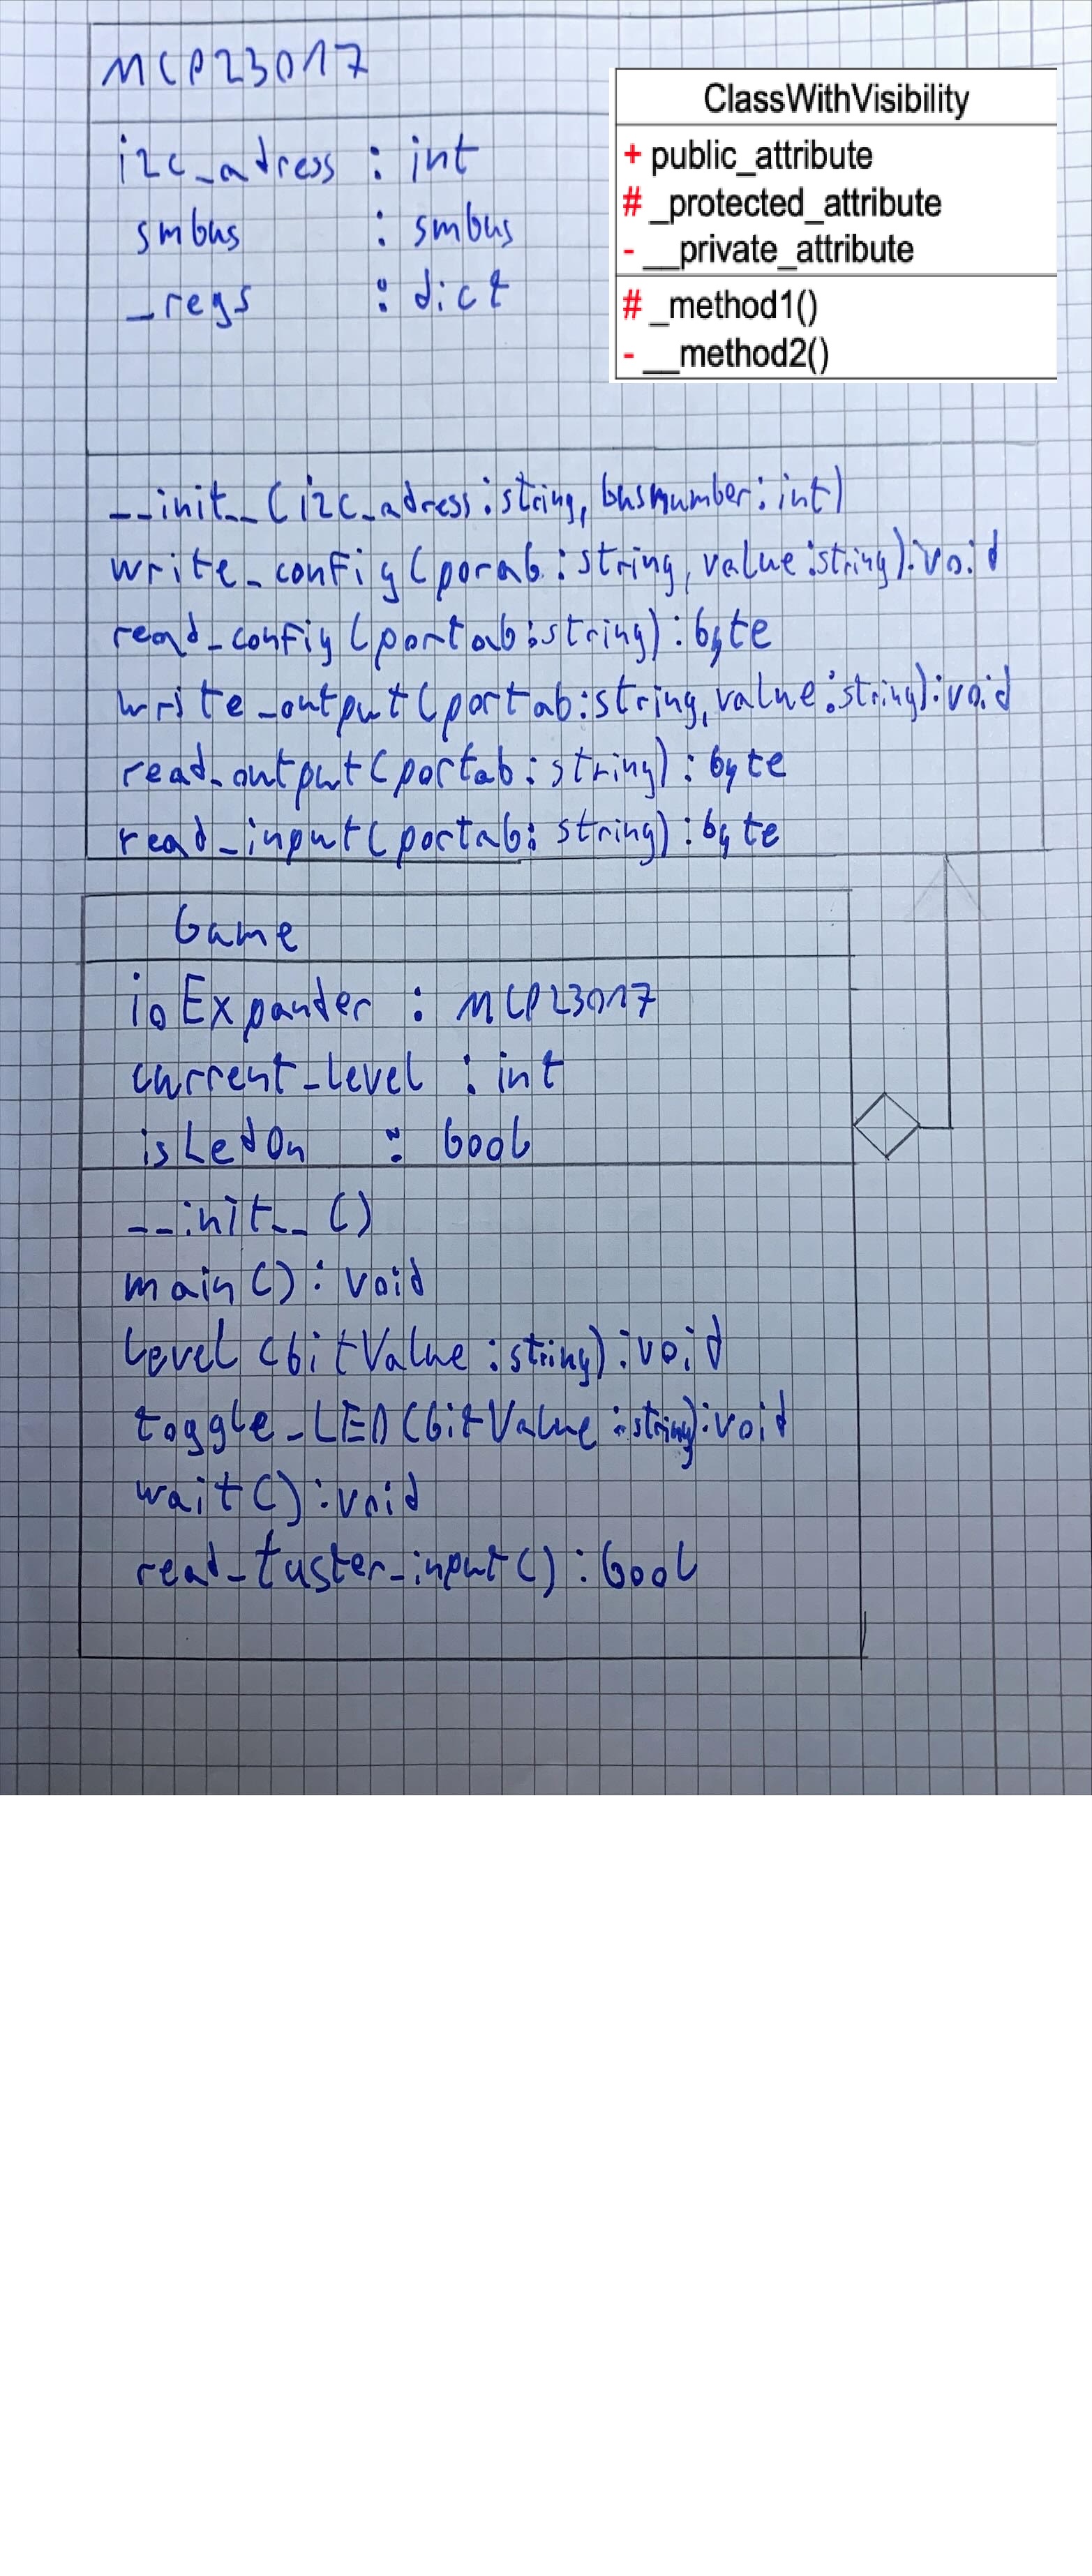 MCP23017
i2c_adress : int
smbus : smbus
_regs : dict
ClassWithVisibility
+ public_attribute
# _protected_attribute
- __private_attribute
# _method1()
- __method2()
__init__(i2c_adress:string, busnumber:int)
write_config(porab:string, value:string):void
read_config(portab:string):byte
write_output(portab:string, value:string):void
read_output(portab:string):byte
read_input(portab:string):byte
Game
ioExpander : MCP23017
current_level : int
isLedOn : bool
__init__()
main():void
level(bitValue:string):void
toggle_LED(bitValue:string):void
wait():void
read_taster_input():bool